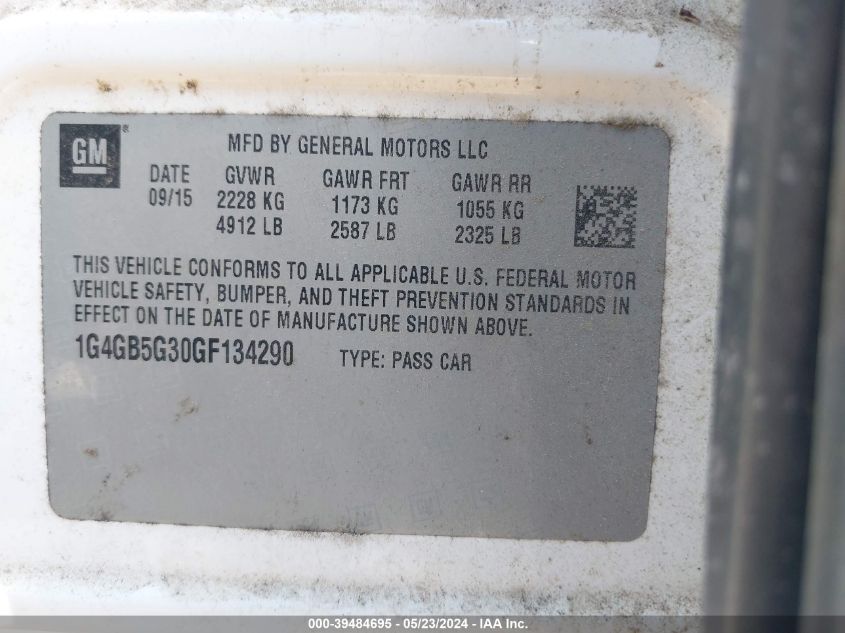 GM®
MFD BY GENERAL MOTORS LLC
DATE GVWR GAWR FRT GAWR RR
09/15 2228 KG 1173 KG 1055 KG
4912 LB 2587 LB 2325 LB
THIS VEHICLE CONFORMS TO ALL APPLICABLE U.S. FEDERAL MOTOR
VEHICLE SAFETY, BUMPER, AND THEFT PREVENTION STANDARDS IN
EFFECT ON THE DATE OF MANUFACTURE SHOWN ABOVE.
1G4GB5G30GF134290 TYPE: PASS CAR
000-39484695 - 05/23/2024 - IAA Inc.